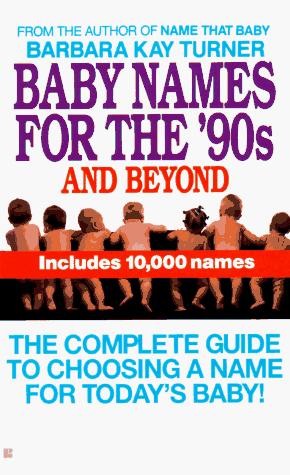 FROM THE AUTHOR OF NAME THAT BABY
BARBARA KAY TURNER
BABY NAMES
FOR THE '90s
AND BEYOND
Includes 10,000 names
THE COMPLETE GUIDE
TO CHOOSING A NAME
FOR TODAY'S BABY!